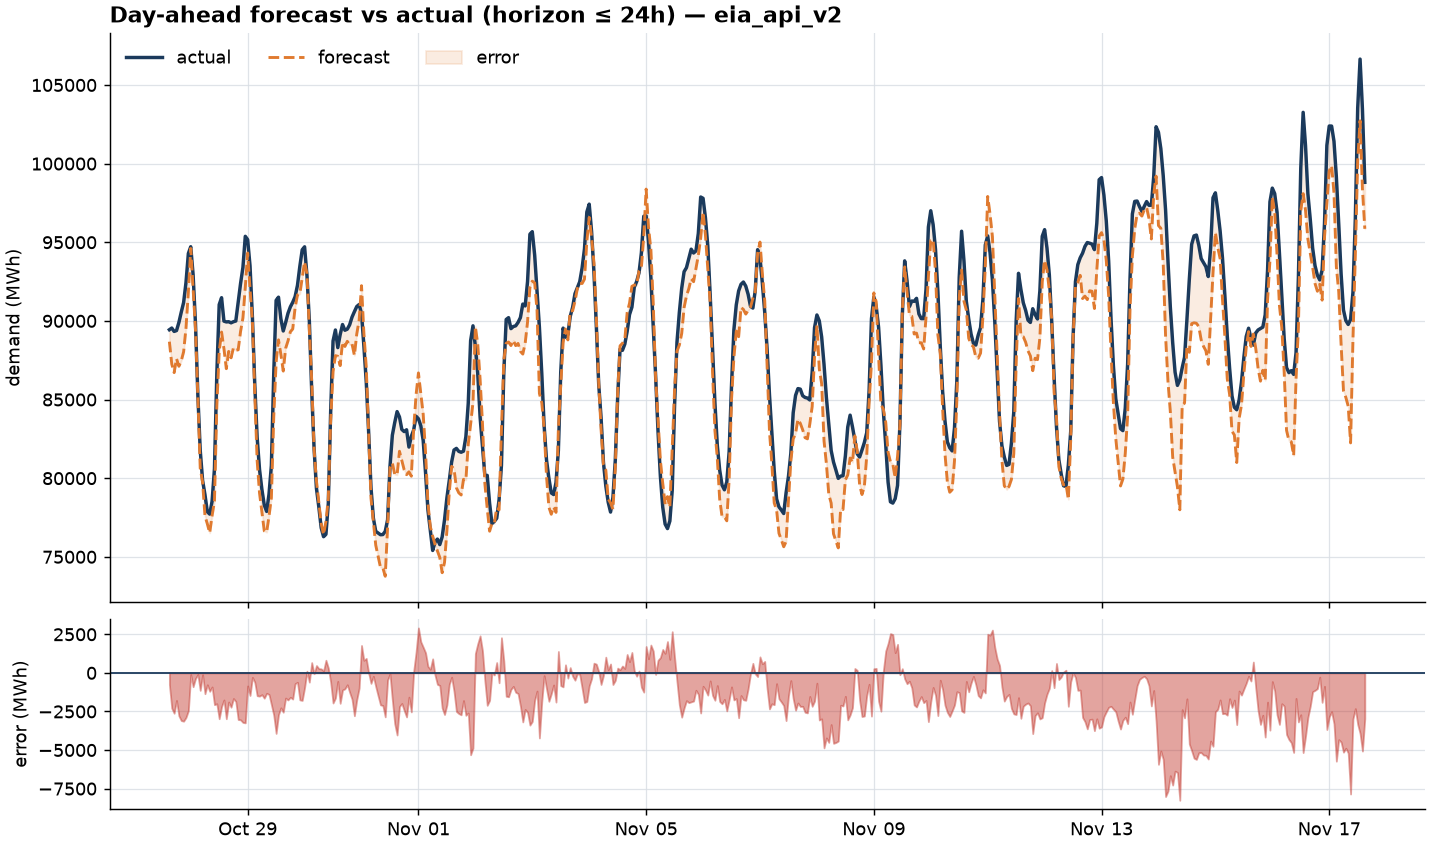 Day-ahead forecast vs actual (horizon ≤ 24h) — eia_api_v2
actual
forecast
error
demand (MWh)
105000
100000
95000
90000
85000
80000
75000
error (MWh)
2500
0
−2500
−5000
−7500
Oct 29
Nov 01
Nov 05
Nov 09
Nov 13
Nov 17